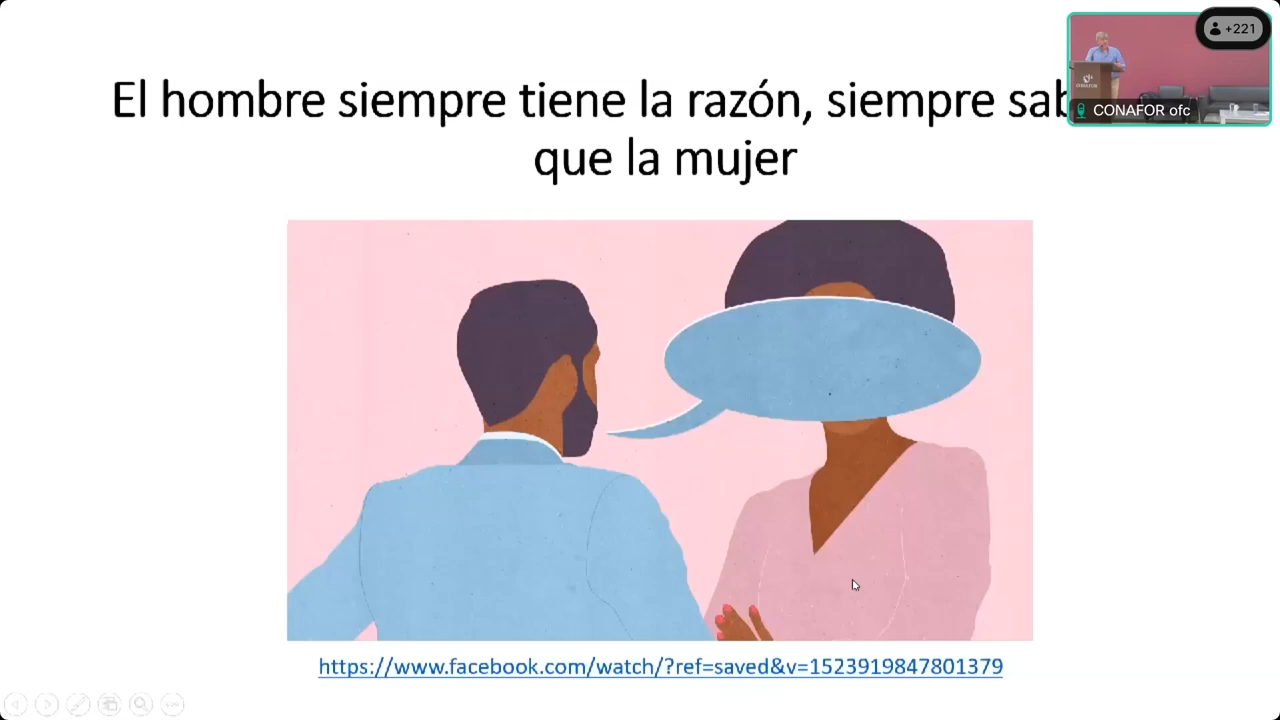 El hombre siempre tiene la razón, siempre
que la mujer
https://www.facebook.com/watch/?ref=saved&v=1523919847801379
+221
CONAFOR ofc